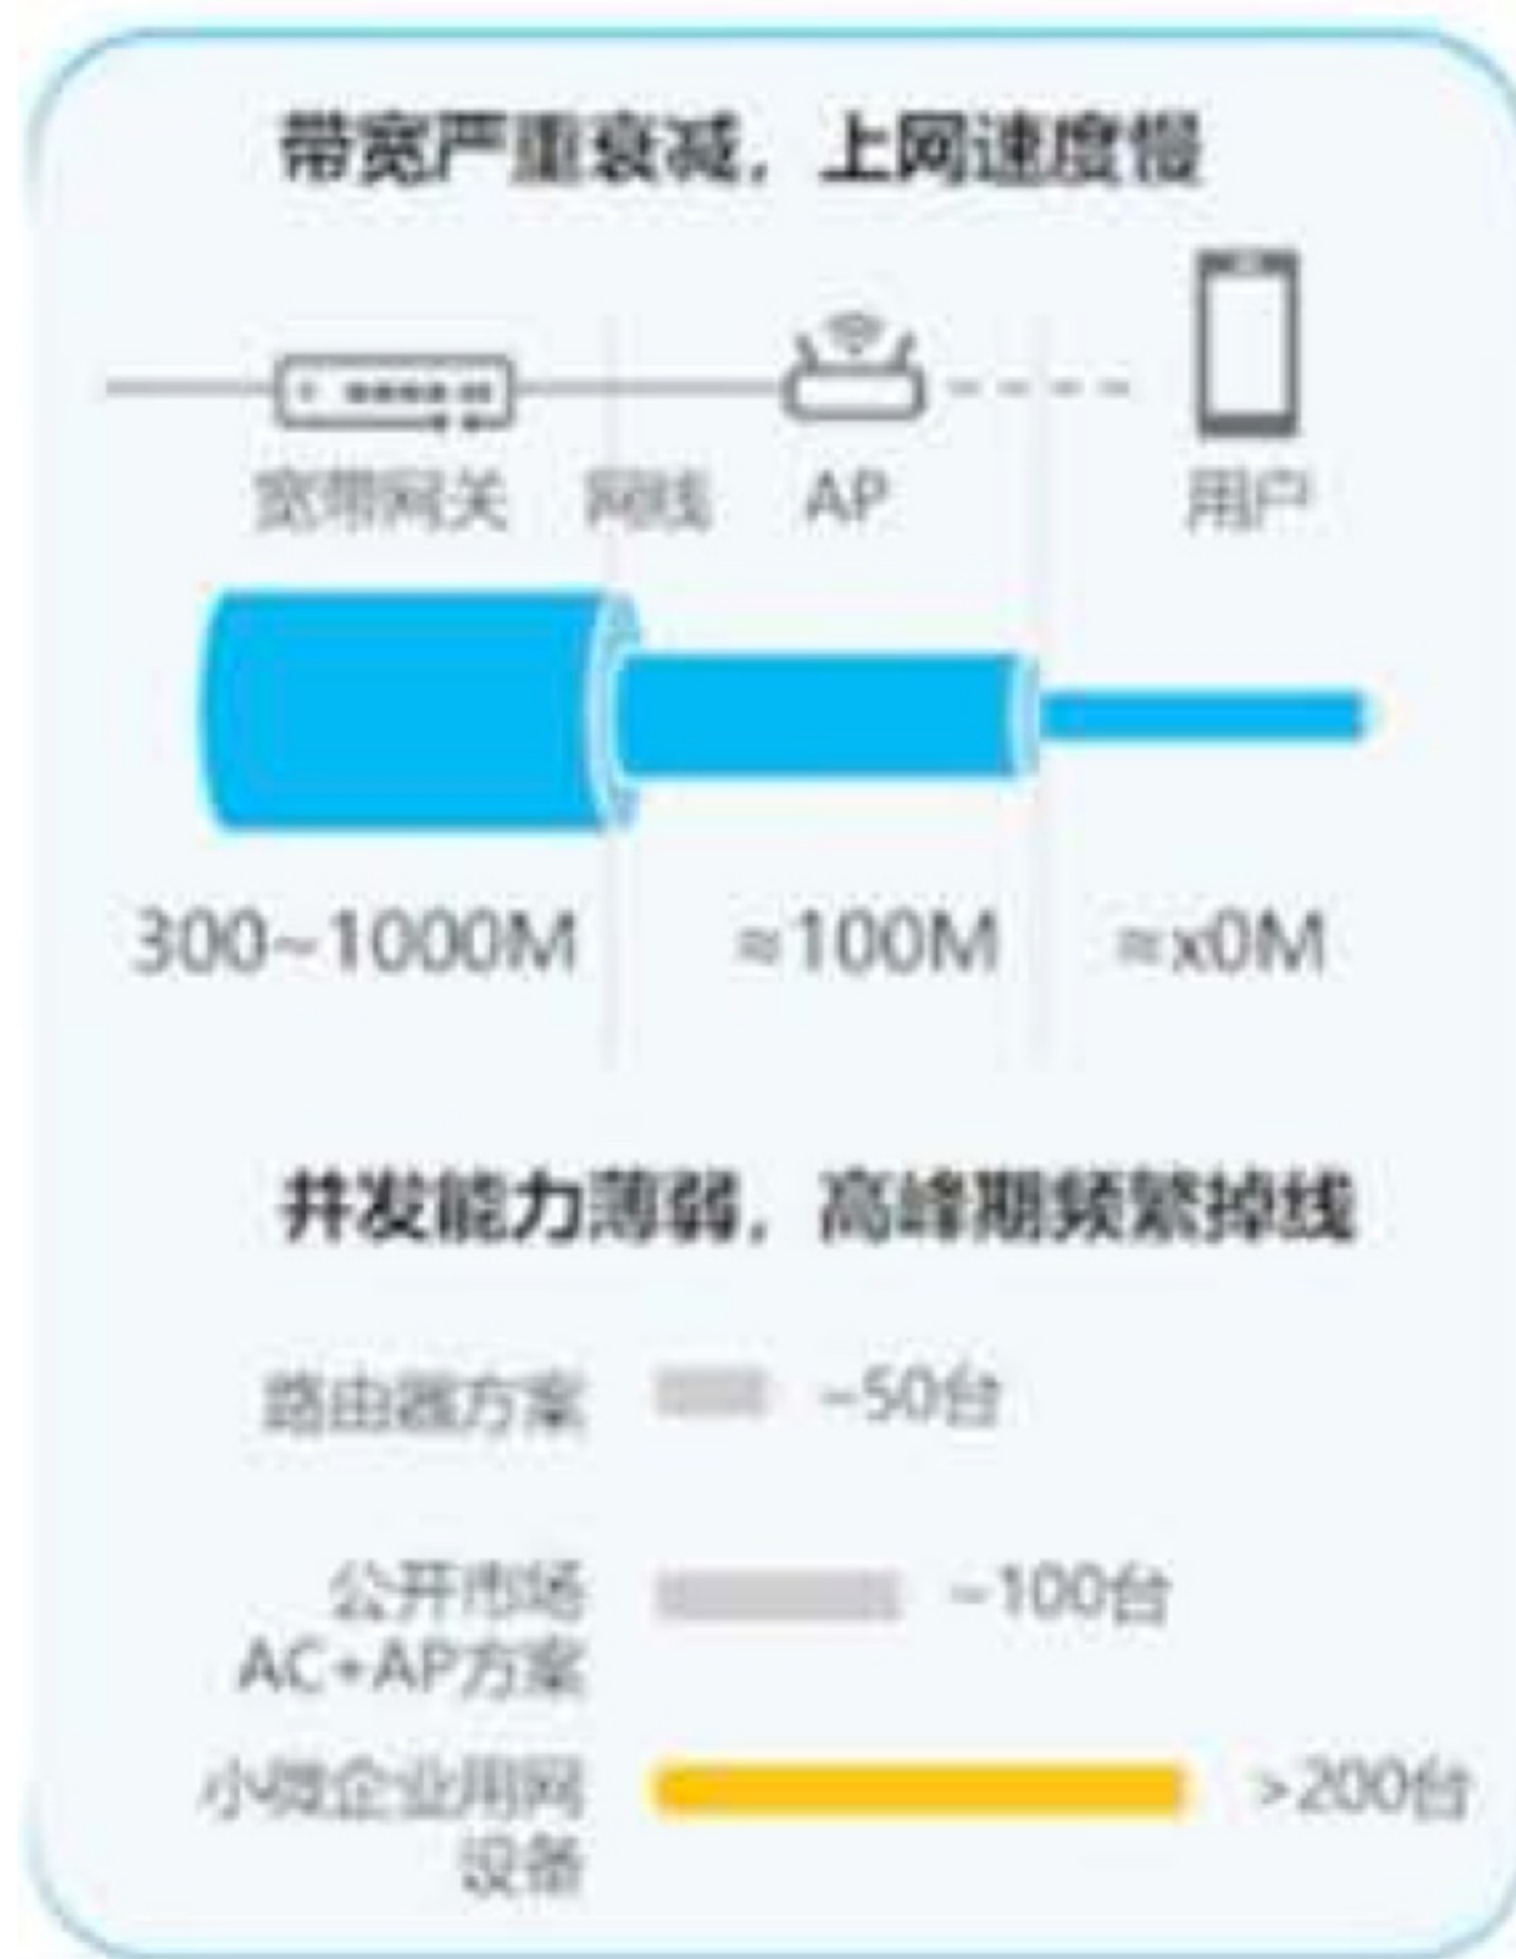 带宽严重衰减，上网速度慢
宽带网关 网线 AP 用户
300~1000M ≈100M ≈x0M
并发能力薄弱，高峰期频繁掉线
路由器方案 ~50台
公开市场 ~100台
AC+AP方案
小微企业用网 >200台
设备